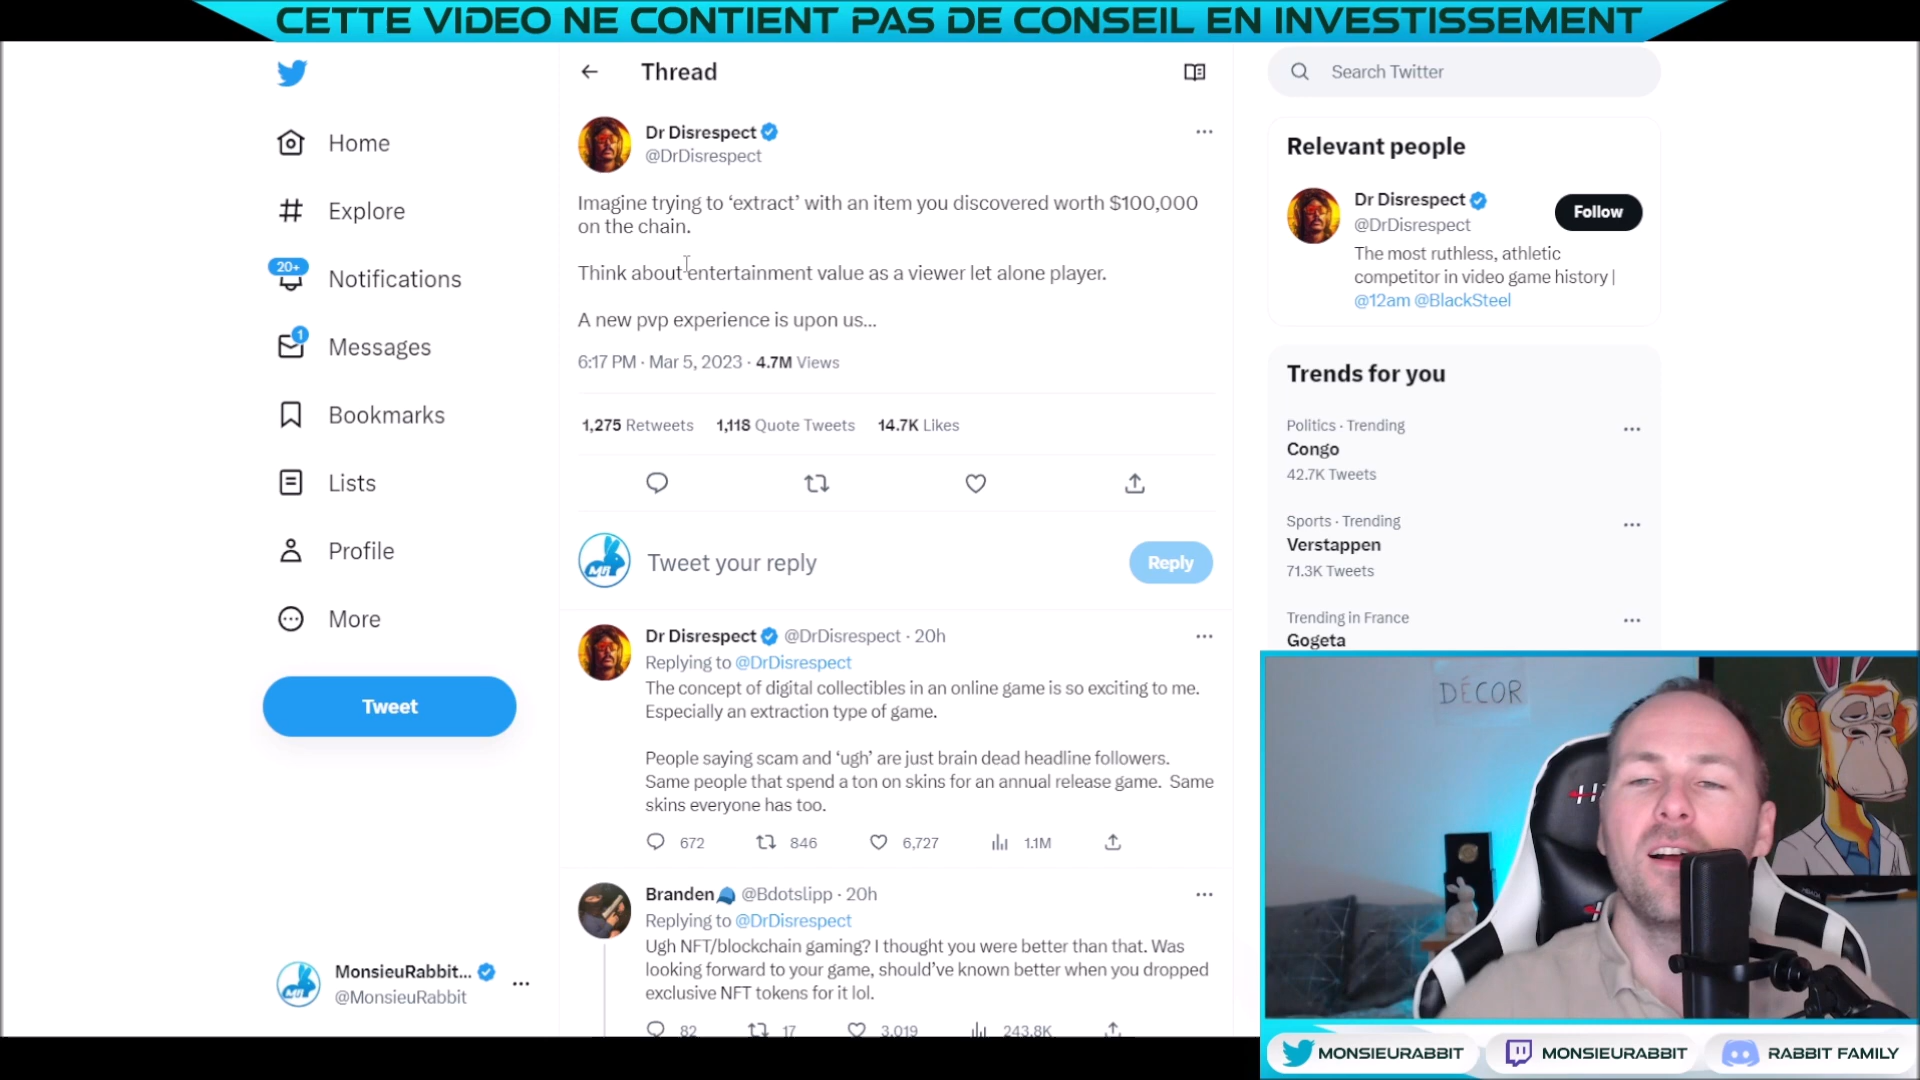 CETTE VIDEO NE CONTIENT PAS DE CONSEIL EN INVESTISSEMENT
Home
Explore
20+
Notifications
1
Messages
Bookmarks
Lists
Profile
More
Tweet
MonsieuRabbit...
@MonsieuRabbit
Thread
Dr Disrespect
@DrDisrespect
Imagine trying to ‘extract’ with an item you discovered worth $100,000
on the chain.
Think about entertainment value as a viewer let alone player.
A new pvp experience is upon us...
6:17 PM · Mar 5, 2023 · 4.7M Views
1,275 Retweets 1,118 Quote Tweets 14.7K Likes
MR
Tweet your reply
Reply
Dr Disrespect @DrDisrespect · 20h
Replying to @DrDisrespect
The concept of digital collectibles in an online game is so exciting to me.
Especially an extraction type of game.
People saying scam and ‘ugh’ are just brain dead headline followers.
Same people that spend a ton on skins for an annual release game. Same
skins everyone has too.
672 846 6,727 1.1M
Branden @Bdotslipp · 20h
Replying to @DrDisrespect
Ugh NFT/blockchain gaming? I thought you were better than that. Was
looking forward to your game, should’ve known better when you dropped
exclusive NFT tokens for it lol.
82 17 3,019 243.8K
Search Twitter
Relevant people
Dr Disrespect
@DrDisrespect
Follow
The most ruthless, athletic
competitor in video game history |
@12am @BlackSteel
Trends for you
Politics · Trending
Congo
42.7K Tweets
Sports · Trending
Verstappen
71.3K Tweets
Trending in France
Gogeta
DÉCOR
MONSIEURABBIT
MONSIEURABBIT
RABBIT FAMILY